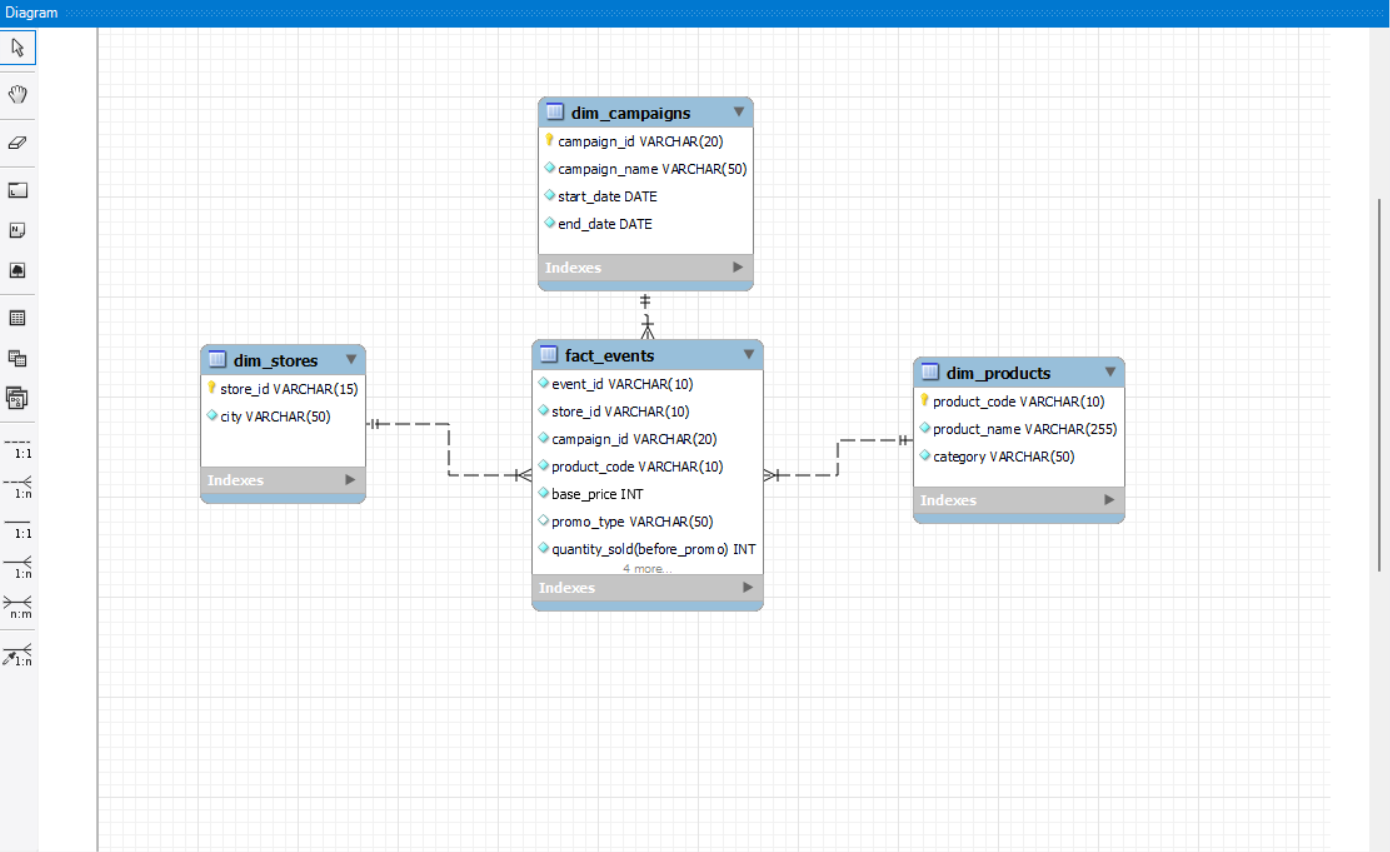 Diagram
dim_campaigns
campaign_id VARCHAR(20)
campaign_name VARCHAR(50)
start_date DATE
end_date DATE
Indexes
dim_stores
store_id VARCHAR(15)
city VARCHAR(50)
Indexes
fact_events
event_id VARCHAR(10)
store_id VARCHAR(10)
campaign_id VARCHAR(20)
product_code VARCHAR(10)
base_price INT
promo_type VARCHAR(50)
quantity_sold(before_promo) INT
4 more...
Indexes
dim_products
product_code VARCHAR(10)
product_name VARCHAR(255)
category VARCHAR(50)
Indexes
1:1
1:n
1:1
1:n
n:m
1:n